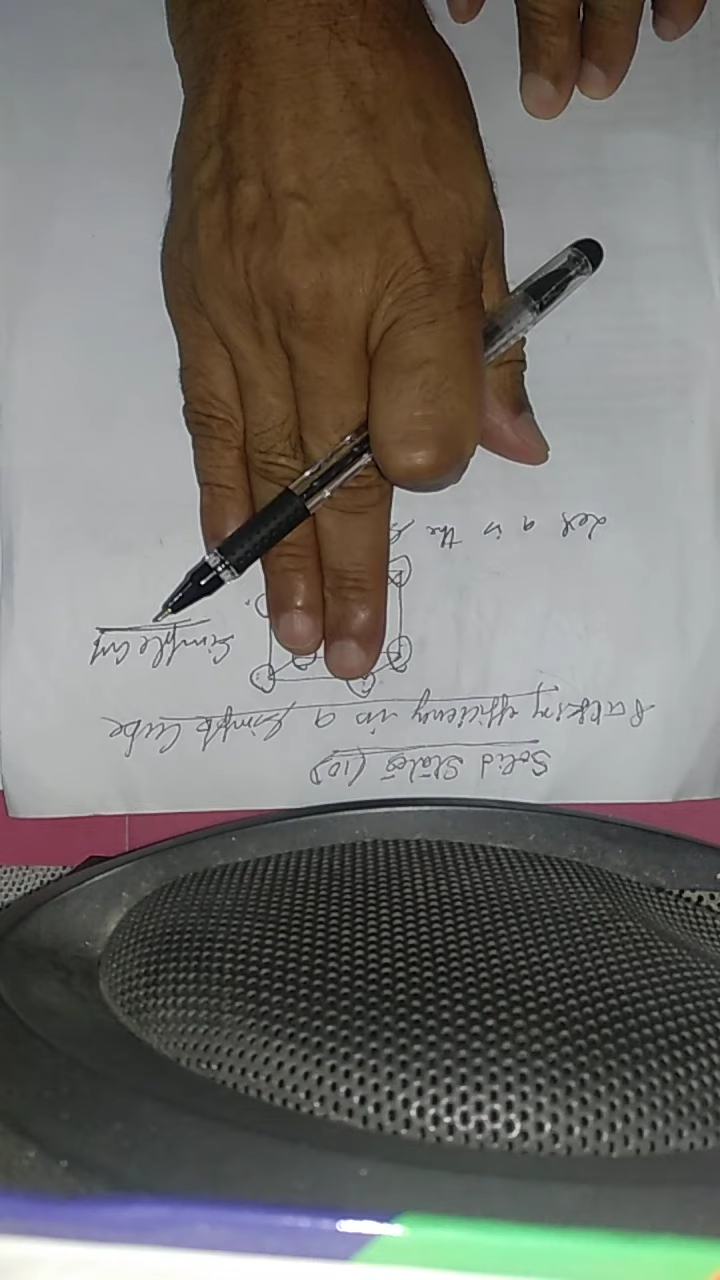 Solid States (10)
Packing efficiency in a Simple Cube
Simple
Let a is the